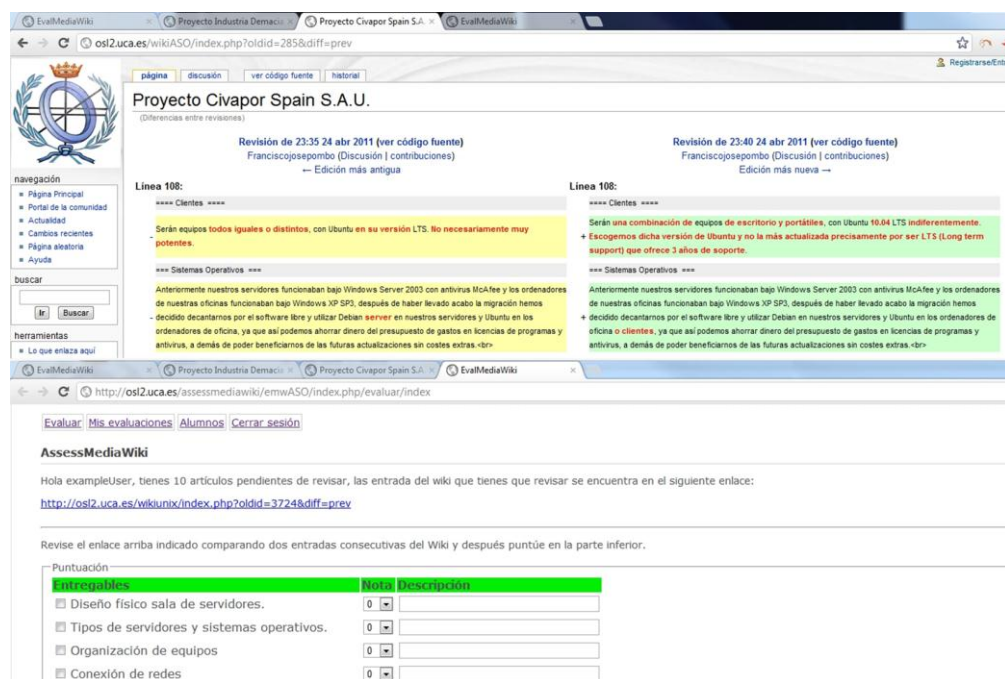 EvalMediaWiki
Proyecto Industria Demacia
Proyecto Civapor Spain S.A.
EvalMediaWiki
osl2.uca.es/wikiASO/index.php?oldid=285&diff=prev
Registrarse/Entr
página discusión ver código fuente historial
Proyecto Civapor Spain S.A.U.
(Diferencias entre revisiones)
Revisión de 23:35 24 abr 2011 (ver código fuente)
Franciscojosepombo (Discusión | contribuciones)
← Edición más antigua
Revisión de 23:40 24 abr 2011 (ver código fuente)
Franciscojosepombo (Discusión | contribuciones)
Edición más nueva →
navegación
Página Principal
Portal de la comunidad
Actualidad
Cambios recientes
Página aleatoria
Ayuda
buscar
Ir Buscar
herramientas
Lo que enlaza aquí
Línea 108:
==== Clientes ====
- Serán equipos todos iguales o distintos, con Ubuntu en su versión LTS. No necesariamente muy
potentes.
=== Sistemas Operativos ===
Anteriormente nuestros servidores funcionaban bajo Windows Server 2003 con antivirus McAfee y los ordenadores
de nuestras oficinas funcionaban bajo Windows XP SP3, después de haber llevado acabo la migración hemos
- decidido decantarnos por el software libre y utilizar Debian server en nuestros servidores y Ubuntu en los
ordenadores de oficina, ya que así podemos ahorrar dinero del presupuesto de gastos en licencias de programas y
antivirus, a demás de poder beneficiarnos de las futuras actualizaciones sin costes extras.<br>
Línea 108:
==== Clientes ====
Serán una combinación de equipos de escritorio y portátiles, con Ubuntu 10.04 LTS indiferentemente.
+ Escogemos dicha versión de Ubuntu y no la más actualizada precisamente por ser LTS (Long term
support) que ofrece 3 años de soporte.
=== Sistemas Operativos ===
Anteriormente nuestros servidores funcionaban bajo Windows Server 2003 con antivirus McAfee y los ordenadores
de nuestras oficinas funcionaban bajo Windows XP SP3, después de haber llevado acabo la migración hemos
+ decidido decantarnos por el software libre y utilizar Debian en nuestros servidores y Ubuntu en los ordenadores de
oficina o clientes, ya que así podemos ahorrar dinero del presupuesto de gastos en licencias de programas y
antivirus, a demás de poder beneficiarnos de las futuras actualizaciones sin costes extras.<br>
EvalMediaWiki
Proyecto Industria Demacia
Proyecto Civapor Spain S.A.
EvalMediaWiki
http://osl2.uca.es/assessmediawiki/emwASO/index.php/evaluar/index
Evaluar Mis evaluaciones Alumnos Cerrar sesión
AssessMediaWiki
Hola exampleUser, tienes 10 artículos pendientes de revisar, las entrada del wiki que tienes que revisar se encuentra en el siguiente enlace:
http://osl2.uca.es/wikiunix/index.php?oldid=3724&diff=prev
Revise el enlace arriba indicado comparando dos entradas consecutivas del Wiki y después puntúe en la parte inferior.
Puntuación
Entregables Nota Descripción
Diseño físico sala de servidores. 0
Tipos de servidores y sistemas operativos. 0
Organización de equipos 0
Conexión de redes 0